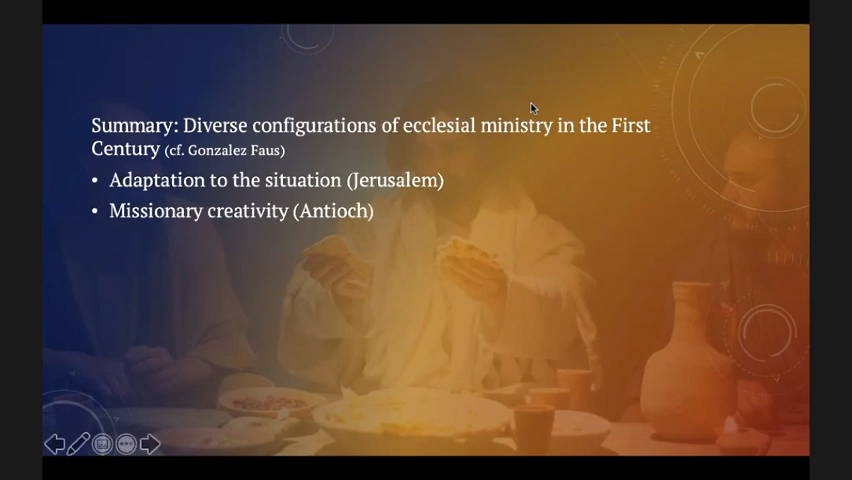 Summary: Diverse configurations of ecclesial ministry in the First
Century (cf. Gonzalez Faus)
• Adaptation to the situation (Jerusalem)
• Missionary creativity (Antioch)